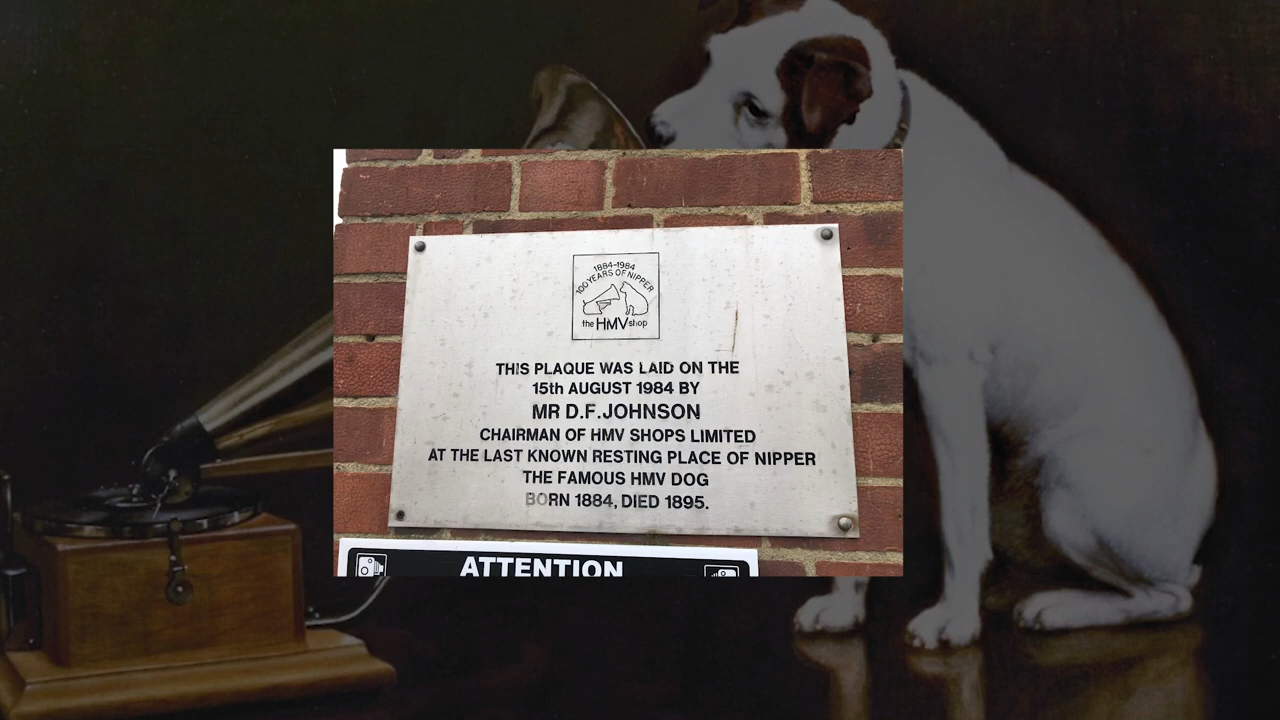 1884-1984
100 YEARS OF NIPPER
the HMV shop
THIS PLAQUE WAS LAID ON THE
15th AUGUST 1984 BY
MR D.F.JOHNSON
CHAIRMAN OF HMV SHOPS LIMITED
AT THE LAST KNOWN RESTING PLACE OF NIPPER
THE FAMOUS HMV DOG
BORN 1884, DIED 1895.
ATTENTION